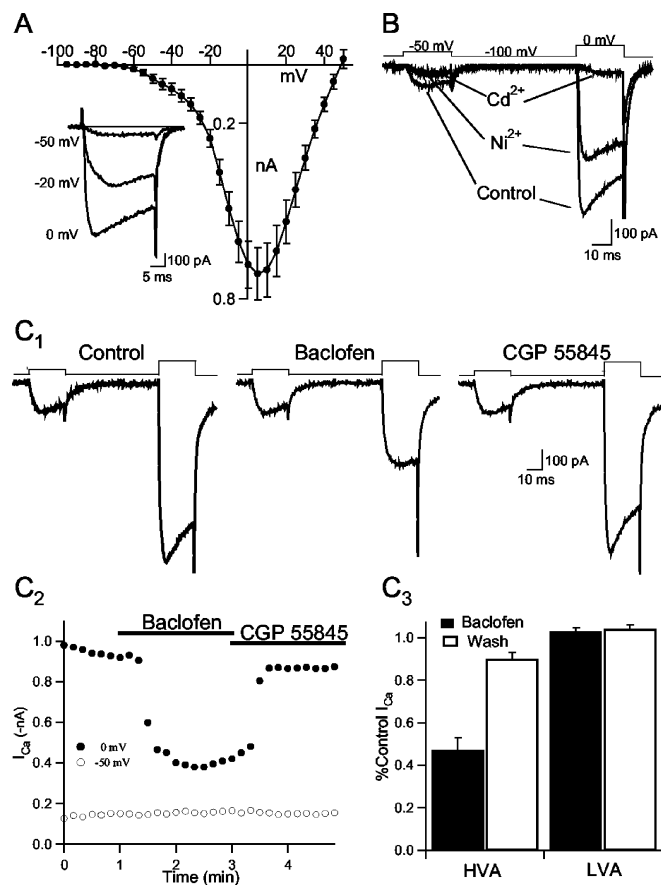 A
-100 -80 -60 -40 -20
20 40
mV
0.2
nA
0.8
-50 mV
-20 mV
0 mV
100 pA
5 ms
B
-50 mV
-100 mV
0 mV
Cd2+
Ni2+
Control
100 pA
10 ms
C1
Control
Baclofen
CGP 55845
100 pA
10 ms
C2
Baclofen
CGP 55845
1.0
0.8
0.6
0.4
0.2
0.0
ICa (-nA)
0 mV
-50 mV
0 1 2 3 4
Time (min)
C3
Baclofen
Wash
1.0
0.8
0.6
0.4
0.2
0.0
%Control ICa
HVA
LVA